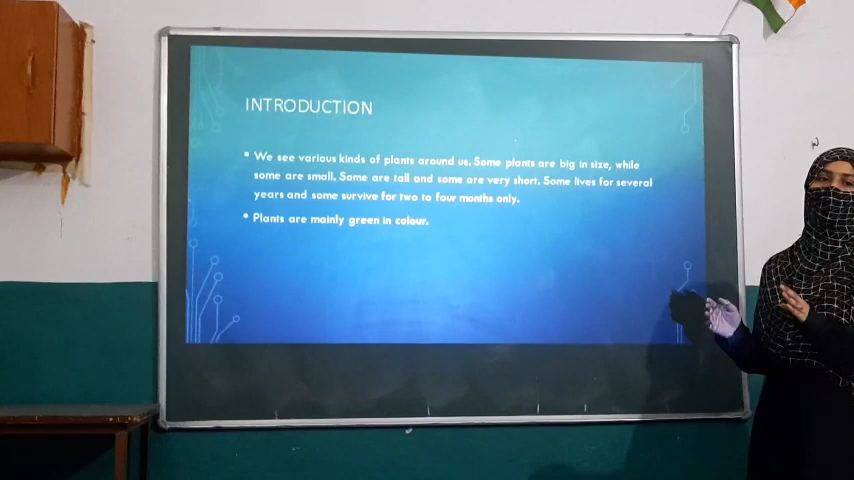 INTRODUCTION
• We see various kinds of plants around us. Some plants are big in size, while
some are small. Some are tall and some are very short. Some lives for several
years and some survive for two to four months only.
• Plants are mainly green in colour.